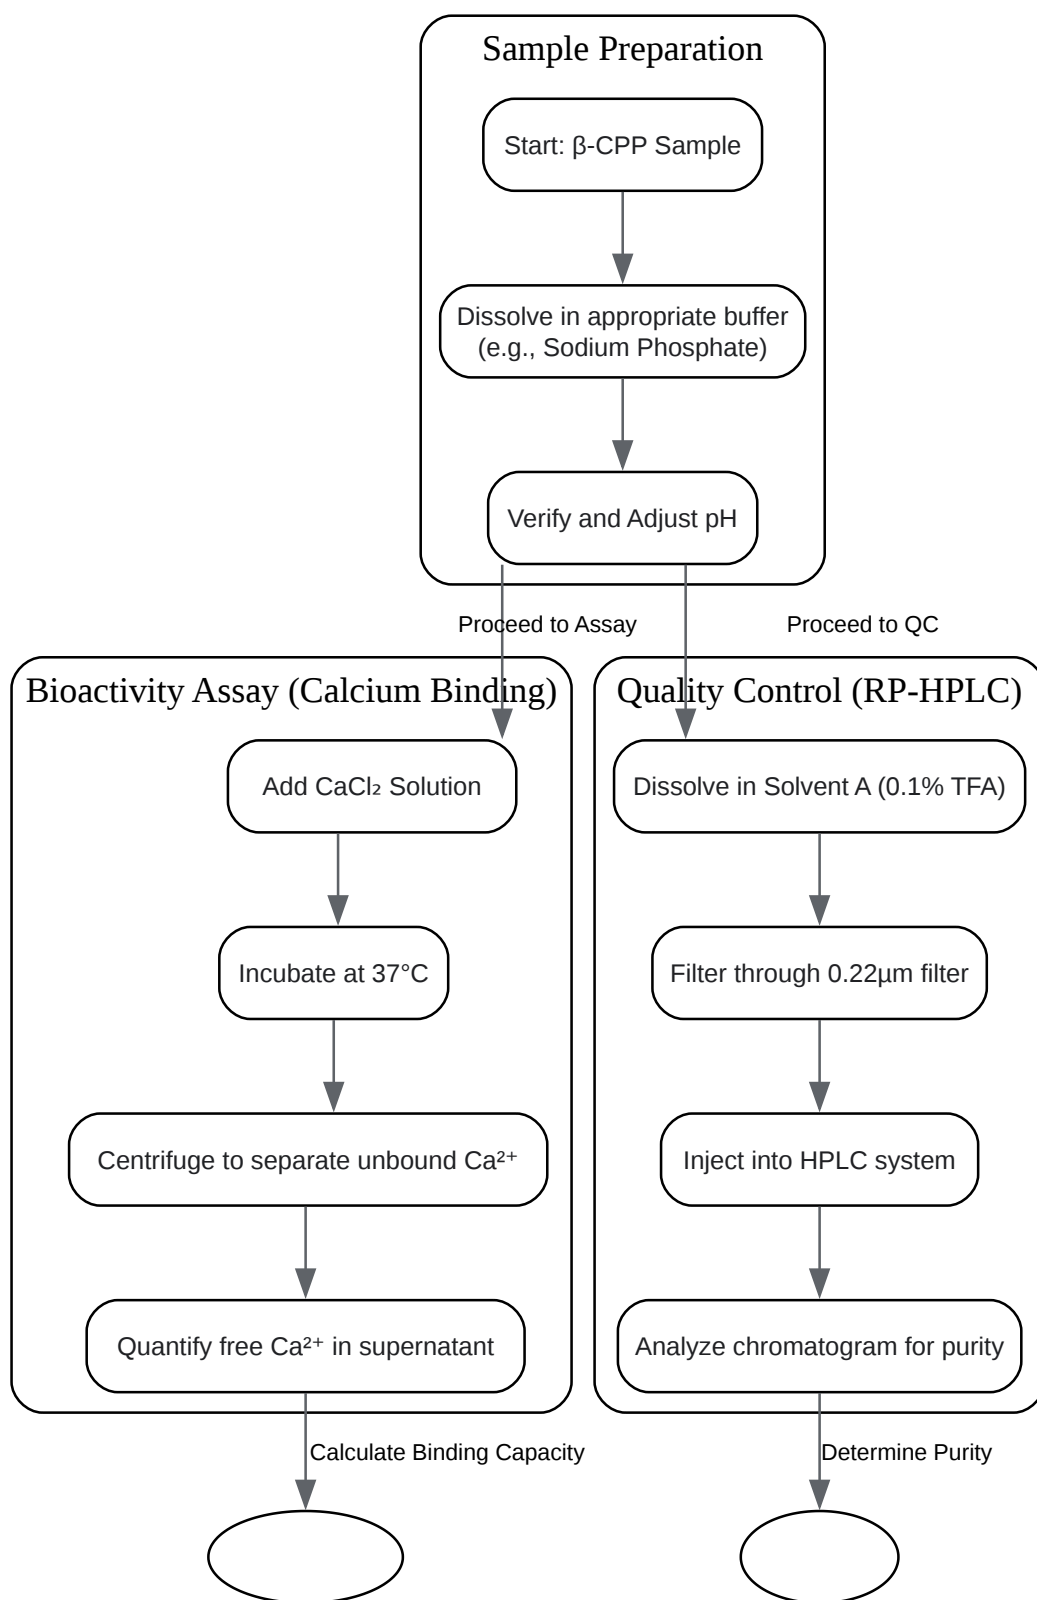 Sample Preparation
Start: β-CPP Sample
Dissolve in appropriate buffer
(e.g., Sodium Phosphate)
Verify and Adjust pH
Proceed to Assay
Proceed to QC
Bioactivity Assay (Calcium Binding)
Add CaCl₂ Solution
Incubate at 37°C
Centrifuge to separate unbound Ca²⁺
Quantify free Ca²⁺ in supernatant
Calculate Binding Capacity
Quality Control (RP-HPLC)
Dissolve in Solvent A (0.1% TFA)
Filter through 0.22µm filter
Inject into HPLC system
Analyze chromatogram for purity
Determine Purity